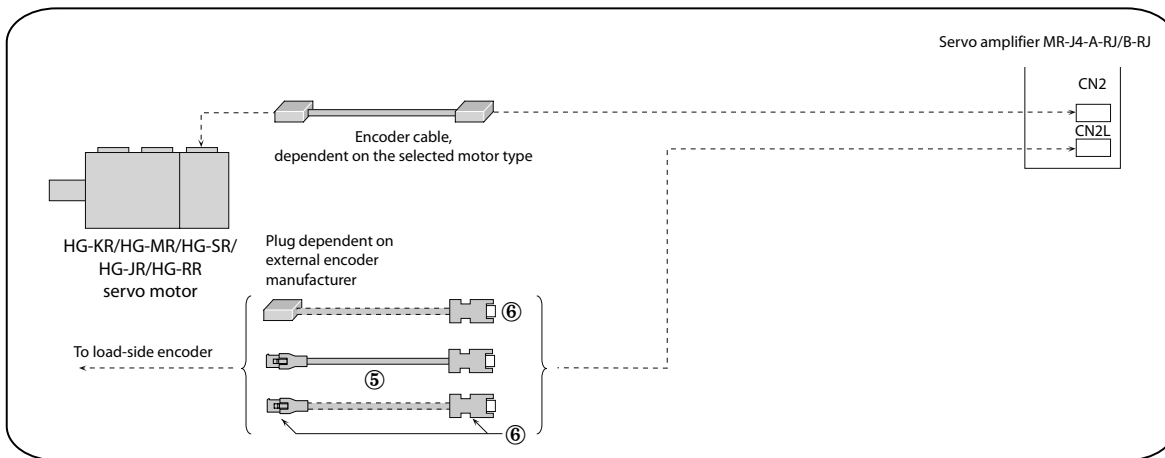 Servo amplifier MR-J4-A-RJ/B-RJ
CN2
CN2L
Encoder cable,
dependent on the selected motor type
HG-KR/HG-MR/HG-SR/
HG-JR/HG-RR
servo motor
Plug dependent on
external encoder
manufacturer
⑥
To load-side encoder
⑤
⑥